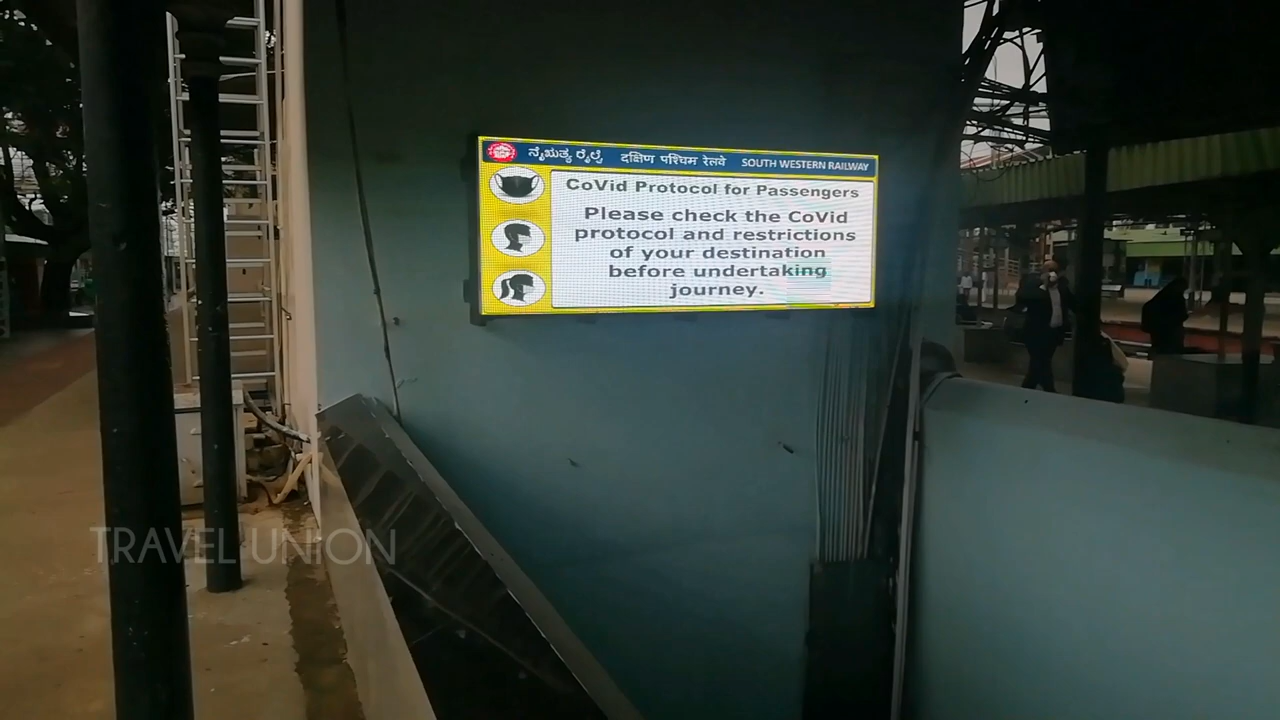 ನೈಋತ್ಯ ರೈಲ್ವೆ दक्षिण पश्चिम रेलवे SOUTH WESTERN RAILWAY
CoVid Protocol for Passengers
Please check the CoVid
protocol and restrictions
of your destination
before undertaking
journey.
TRAVEL UNION